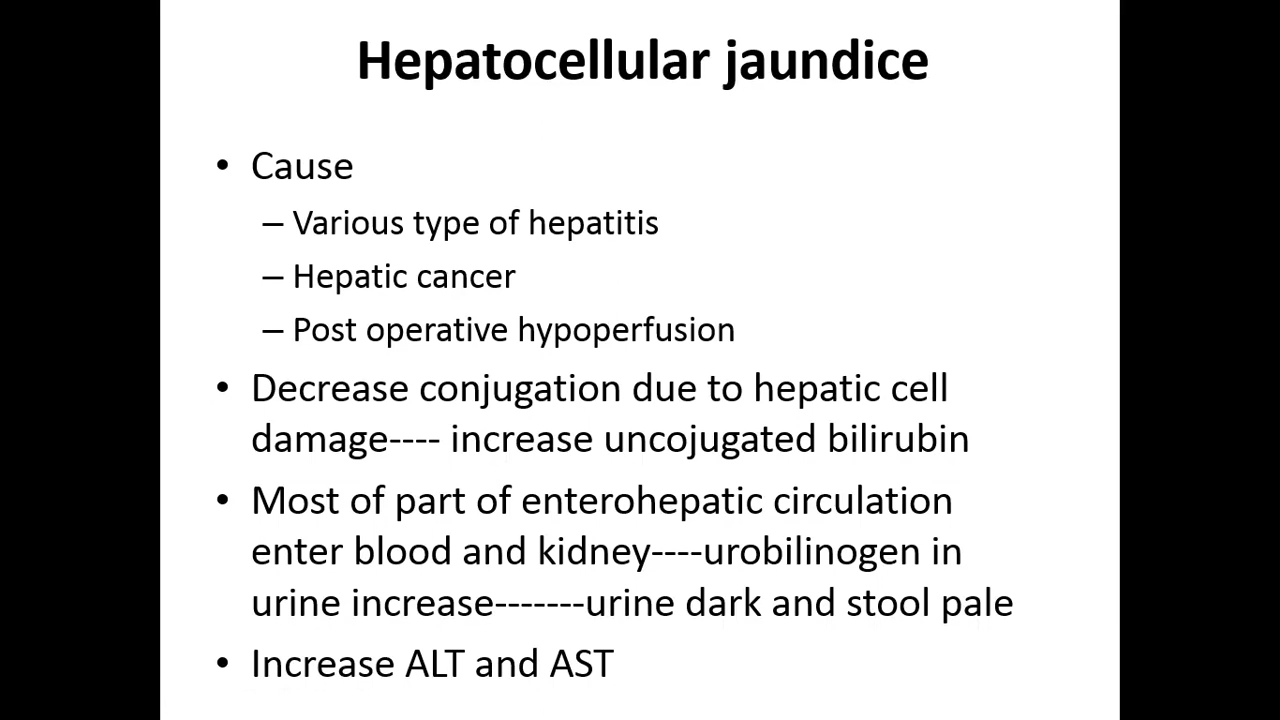 Hepatocellular jaundice
• Cause
– Various type of hepatitis
– Hepatic cancer
– Post operative hypoperfusion
• Decrease conjugation due to hepatic cell
damage---- increase uncojugated bilirubin
• Most of part of enterohepatic circulation
enter blood and kidney----urobilinogen in
urine increase-------urine dark and stool pale
• Increase ALT and AST